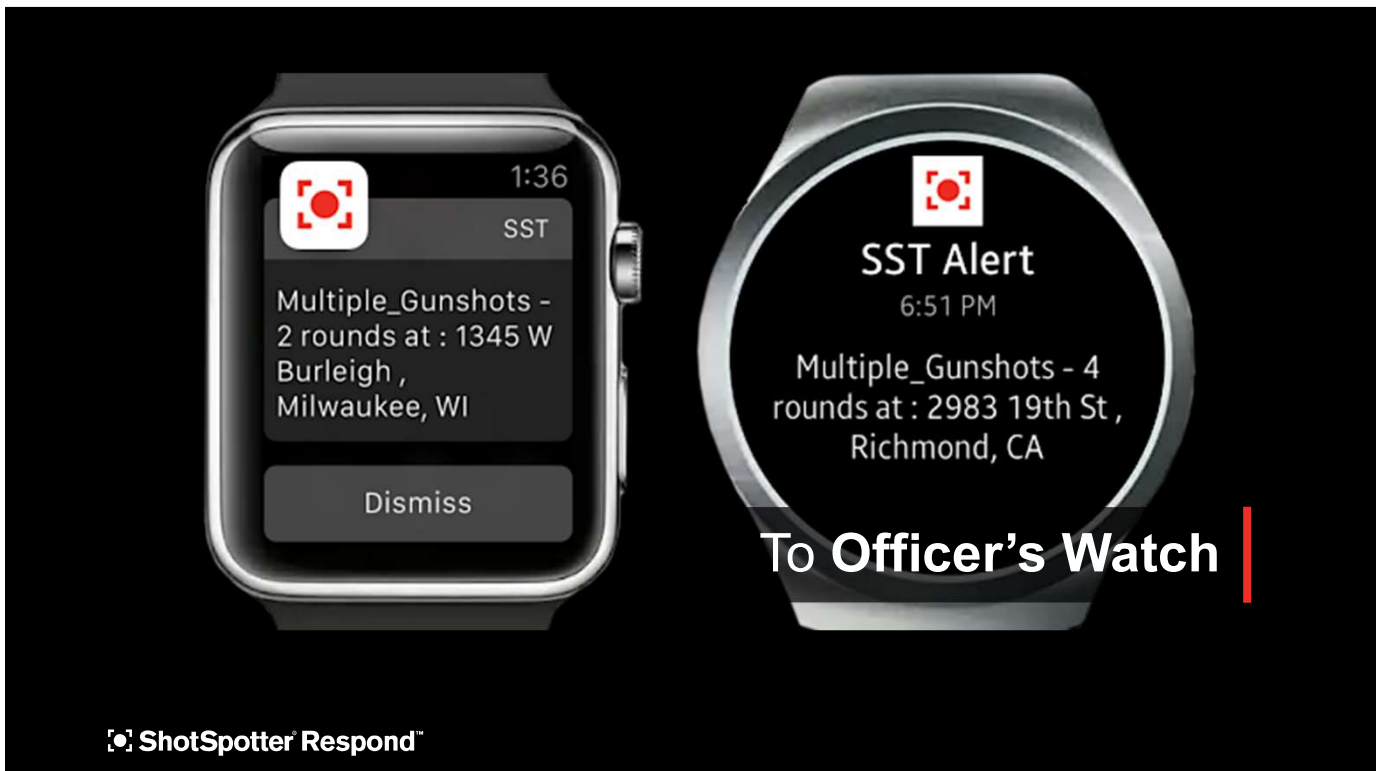 1:36
SST
Multiple_Gunshots -
2 rounds at : 1345 W
Burleigh ,
Milwaukee, WI
Dismiss
SST Alert
6:51 PM
Multiple_Gunshots - 4
rounds at : 2983 19th St ,
Richmond, CA
To Officer’s Watch
ShotSpotter® Respond™